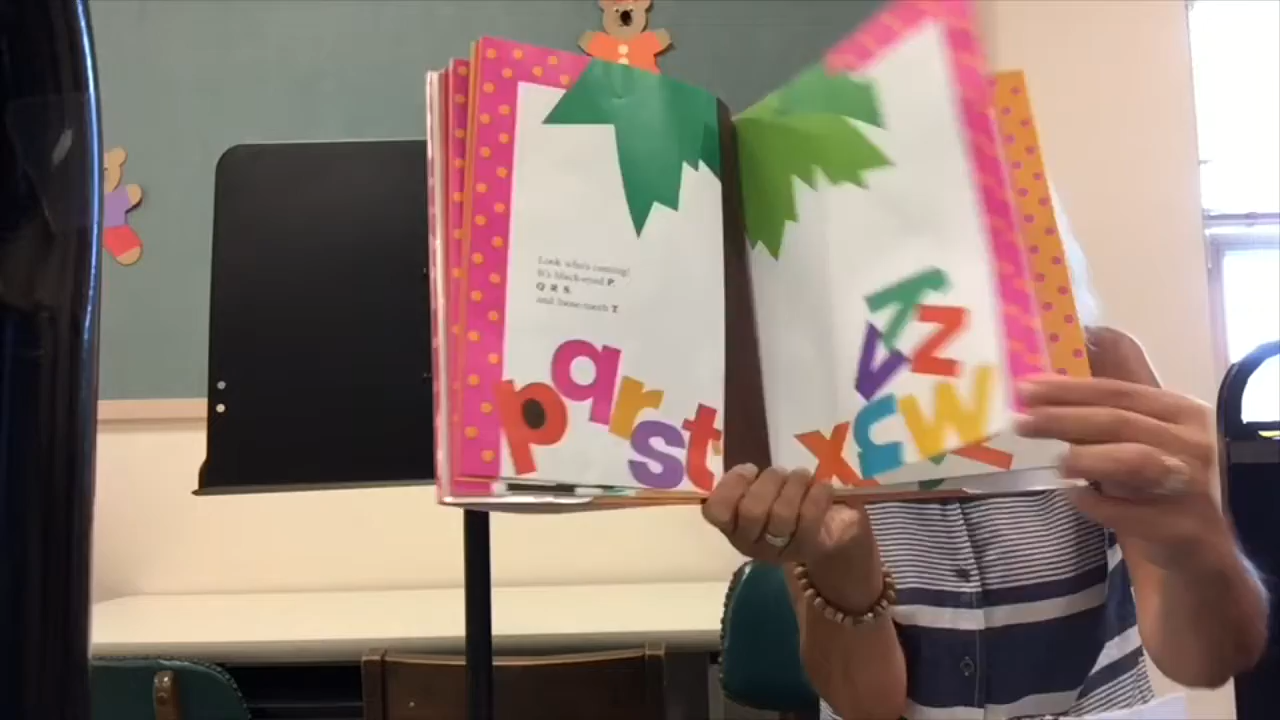 Look who's coming!
It's black-eyed P,
Q R S,
and loose-tooth T.
p q r s t
x u v w y z